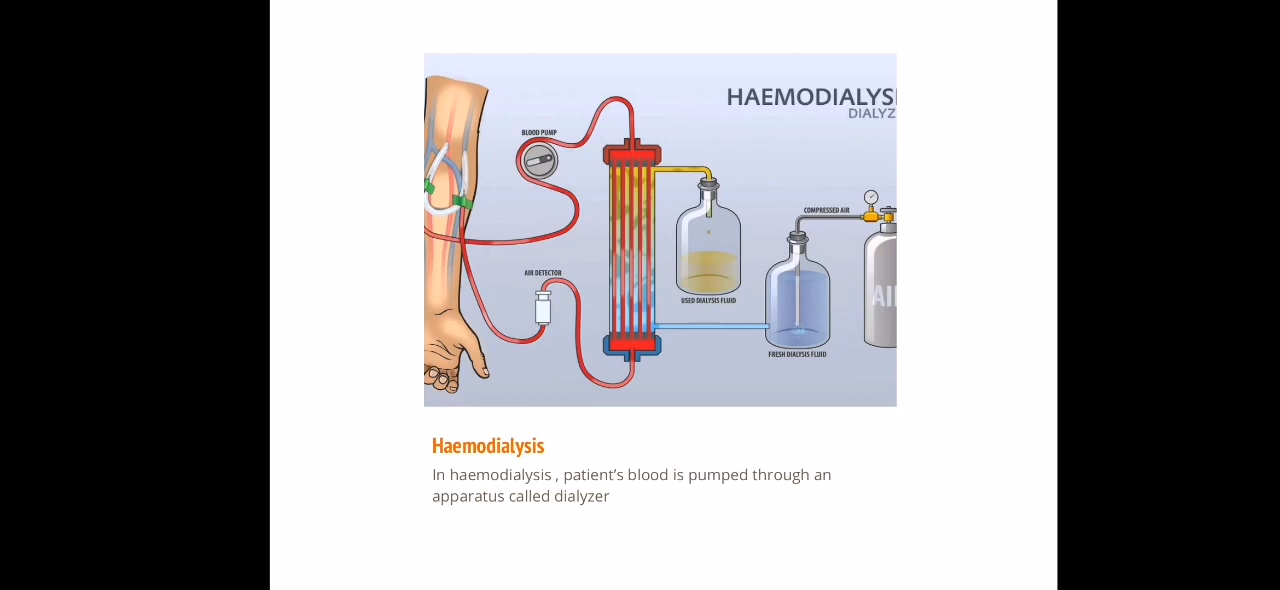 HAEMODIALYSI
DIALYZ
BLOOD PUMP
COMPRESSED AIR
AIR DETECTOR
AI
USED DIALYSIS FLUID
FRESH DIALYSIS FLUID
Haemodialysis
In haemodialysis , patient's blood is pumped through an
apparatus called dialyzer